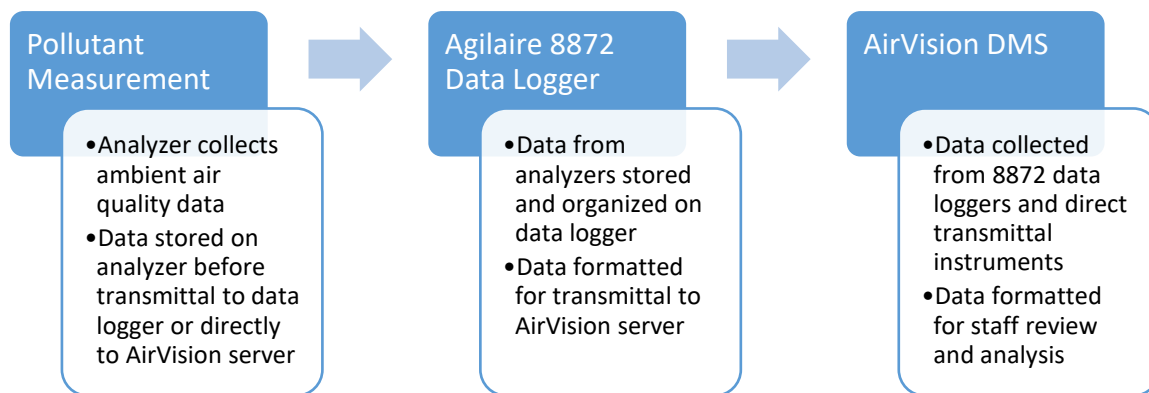 Pollutant
Measurement
•Analyzer collects
ambient air
quality data
•Data stored on
analyzer before
transmittal to data
logger or directly
to AirVision server
Agilaire 8872
Data Logger
•Data from
analyzers stored
and organized on
data logger
•Data formatted
for transmittal to
AirVision server
AirVision DMS
•Data collected
from 8872 data
loggers and direct
transmittal
instruments
•Data formatted
for staff review
and analysis